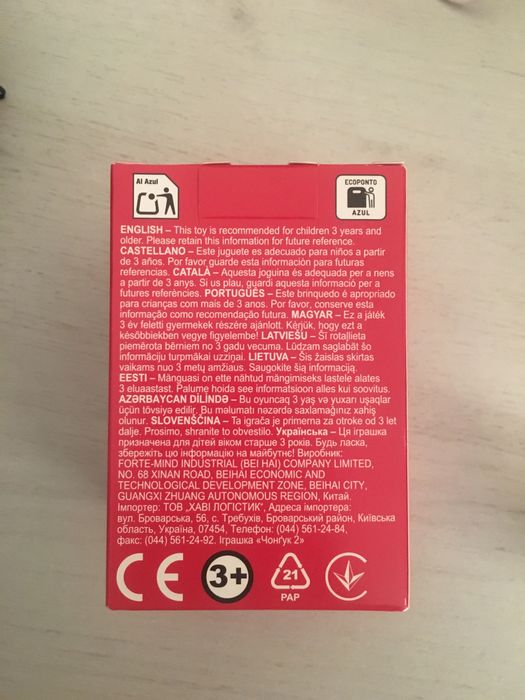 Al Azul
ECOPONTO
AZUL
ENGLISH – This toy is recommended for children 3 years and
older. Please retain this information for future reference.
CASTELLANO – Este juguete es adecuado para niños a partir
de 3 años. Por favor guarde esta información para futuras
referencias. CATALÀ – Aquesta joguina és adequada per a nens
a partir de 3 anys. Si us plau, guardi aquesta informació per a
futures referències. PORTUGUÊS – Este brinquedo é apropriado
para crianças com mais de 3 anos. Por favor, conserve esta
informação como recomendação futura. MAGYAR – Ez a játék
3 év feletti gyermekek részére ajánlott. Kérjük, hogy ezt a
későbbiekben vegye figyelembe! LATVIEŠU – Šī rotaļlieta
piemērota bērniem no 3 gadu vecuma. Lūdzam saglabāt šo
informāciju turpmākai uzziņai. LIETUVA – Šis žaislas skirtas
vaikams nuo 3 metų amžiaus. Saugokite šią informaciją.
EESTI – Mänguasi on ette nähtud mängimiseks lastele alates
3 eluaastast. Palume hoida see informatsioon alles kui soovitus.
AZƏRBAYCAN DİLİNDƏ – Bu oyuncaq 3 yaş və yuxarı uşaqlar
üçün tövsiyə edilir. Bu məlumatı nəzərdə saxlamağınız xahiş
olunur. SLOVENŠČINA – Ta igrača je primerna za otroke od 3 let
dalje. Prosimo, shranite to obvestilo. Українська – Ця іграшка
призначена для дітей віком старше 3 років. Будь ласка,
збережіть цю інформацію на майбутнє! Виробник:
FORTE-MIND INDUSTRIAL (BEI HAI) COMPANY LIMITED,
NO. 68 XINAN ROAD, BEIHAI ECONOMIC AND
TECHNOLOGICAL DEVELOPMENT ZONE, BEIHAI CITY,
GUANGXI ZHUANG AUTONOMOUS REGION, Китай.
Імпортер: ТОВ „ХАВІ ЛОГІСТІК", Адреса імпортера:
вул. Броварська, 56, с. Требухів, Броварський район, Київська
область, Україна, 07454, Телефон: (044) 561-24-84,
факс: (044) 561-24-92. Іграшка «Чонґук 2»
CE
3+
21
PAP